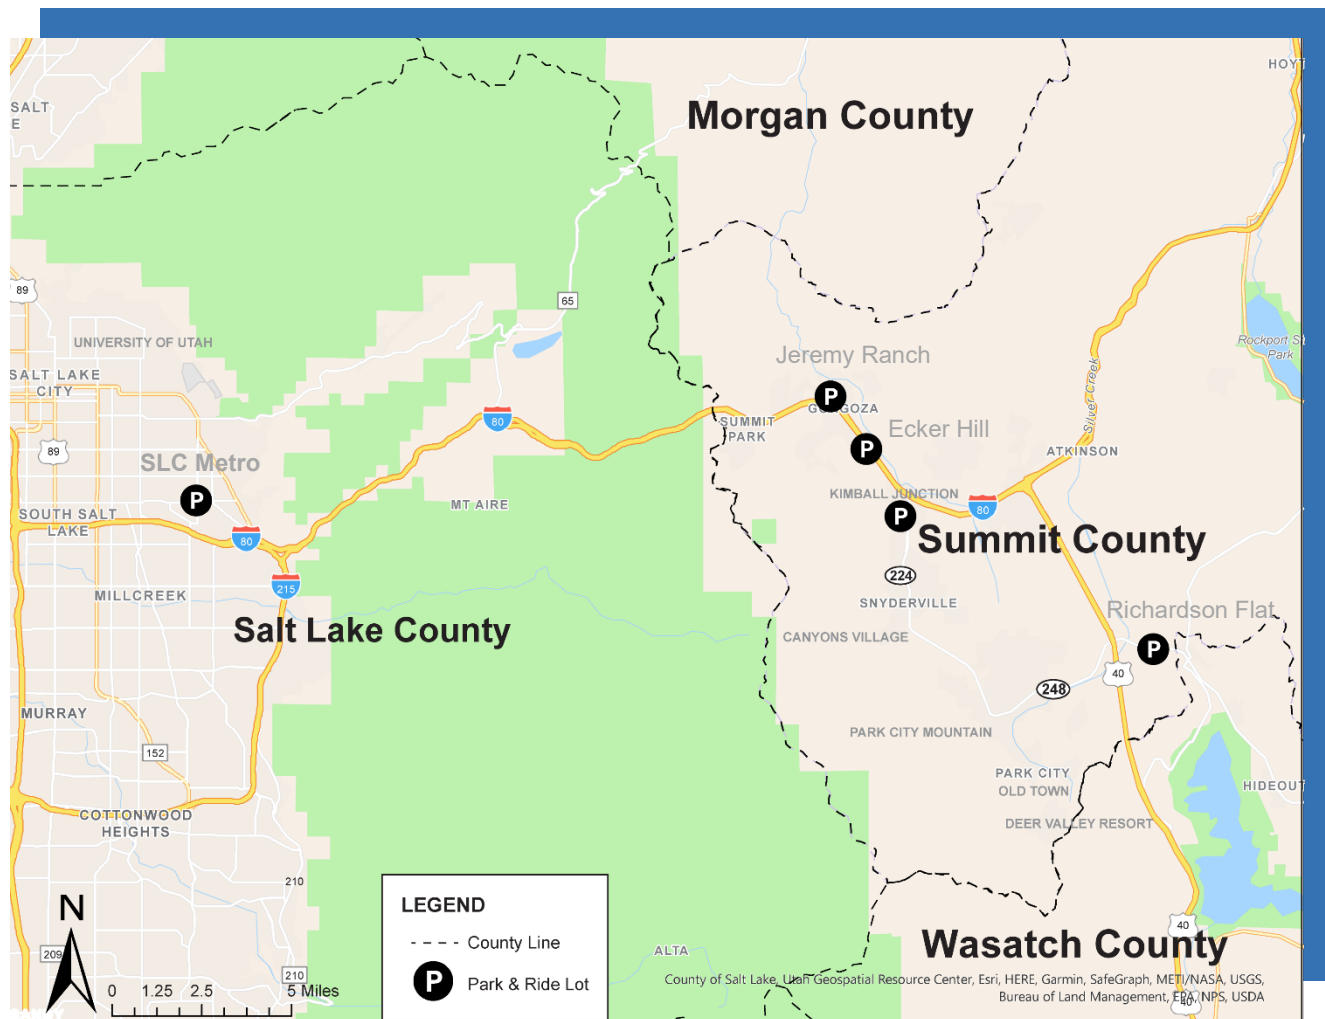 HOYT
SALT
E
Morgan County
89
65
UNIVERSITY OF UTAH
Rockport St
Park
Jeremy Ranch
SALT LAKE
CITY
P
GORGOZA
80
SUMMIT
PARK
Silver Creek
Ecker Hill
89
P
ATKINSON
SLC Metro
P
MT AIRE
KIMBALL JUNCTION
80
SOUTH SALT
LAKE
P
80
Summit County
224
215
MILLCREEK
SNYDERVILLE
Richardson Flat
Salt Lake County
CANYONS VILLAGE
P
40
248
MURRAY
PARK CITY MOUNTAIN
152
PARK CITY
OLD TOWN
HIDEOUT
COTTONWOOD
HEIGHTS
DEER VALLEY RESORT
210
LEGEND
N
County Line
40
Wasatch County
209
ALTA
210
P
Park & Ride Lot
County of Salt Lake, Utah Geospatial Resource Center, Esri, HERE, Garmin, SafeGraph, METI/NASA, USGS,
Bureau of Land Management, EPA, NPS, USDA
0 1.25 2.5 5 Miles
40